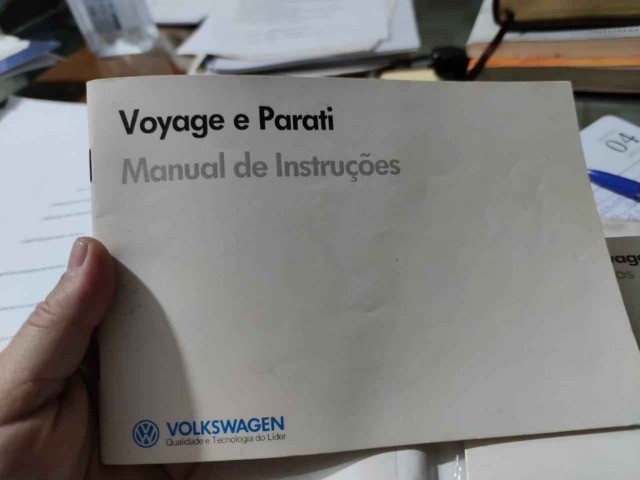 Voyage e Parati
Manual de Instruções
VOLKSWAGEN
Qualidade e Tecnologia do Líder
04